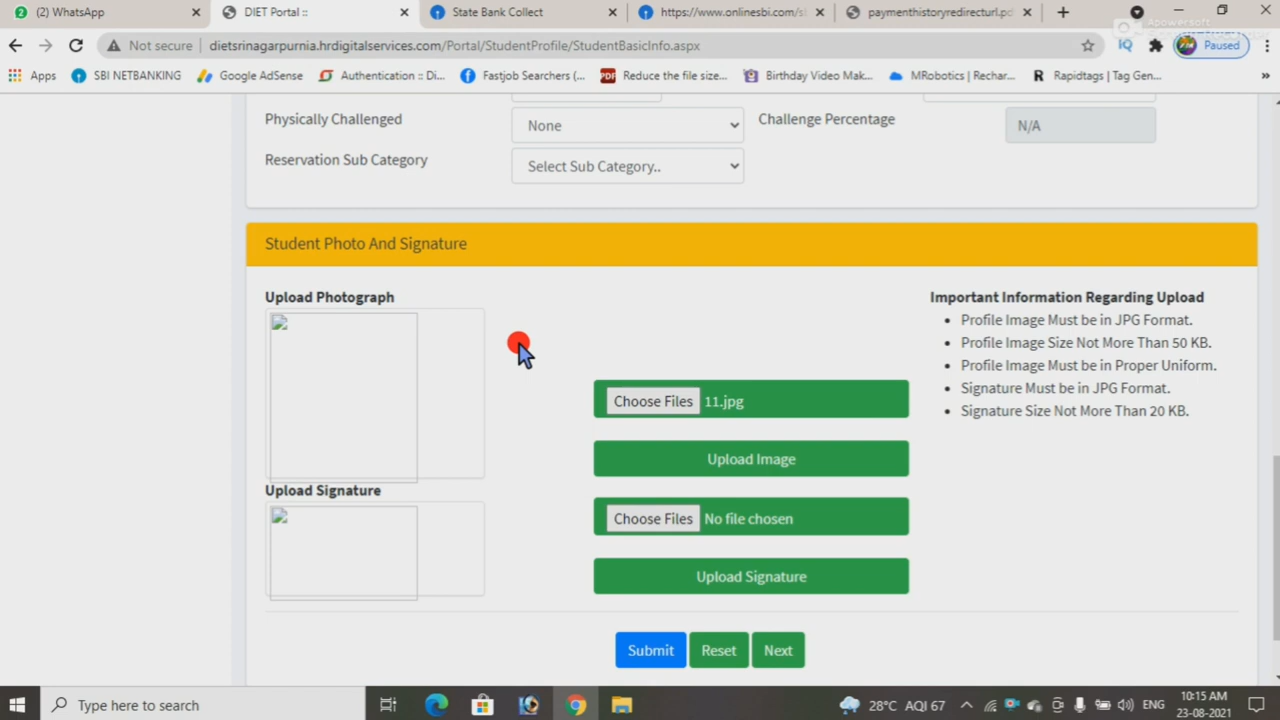 (2) WhatsApp
DIET Portal ::
State Bank Collect
https://www.onlinesbi.com/s
paymenthistoryredirecturl.pd
Apowersoft
Not secure
dietsrinagarpurnia.hrdigitalservices.com/Portal/StudentProfile/StudentBasicInfo.aspx
IQ
Paused
Apps
SBI NETBANKING
Google AdSense
Authentication :: Di...
Fastjob Searchers (...
PDF
Reduce the file size...
Birthday Video Mak...
MRobotics | Rechar...
R
Rapidtags | Tag Gen...
»
Physically Challenged
None
Challenge Percentage
N/A
Reservation Sub Category
Select Sub Category..
Student Photo And Signature
Upload Photograph
Choose Files 11.jpg
Upload Image
Upload Signature
Choose Files No file chosen
Upload Signature
Important Information Regarding Upload
• Profile Image Must be in JPG Format.
• Profile Image Size Not More Than 50 KB.
• Profile Image Must be in Proper Uniform.
• Signature Must be in JPG Format.
• Signature Size Not More Than 20 KB.
Submit
Reset
Next
Type here to search
28°C AQI 67
ENG
10:15 AM
23-08-2021